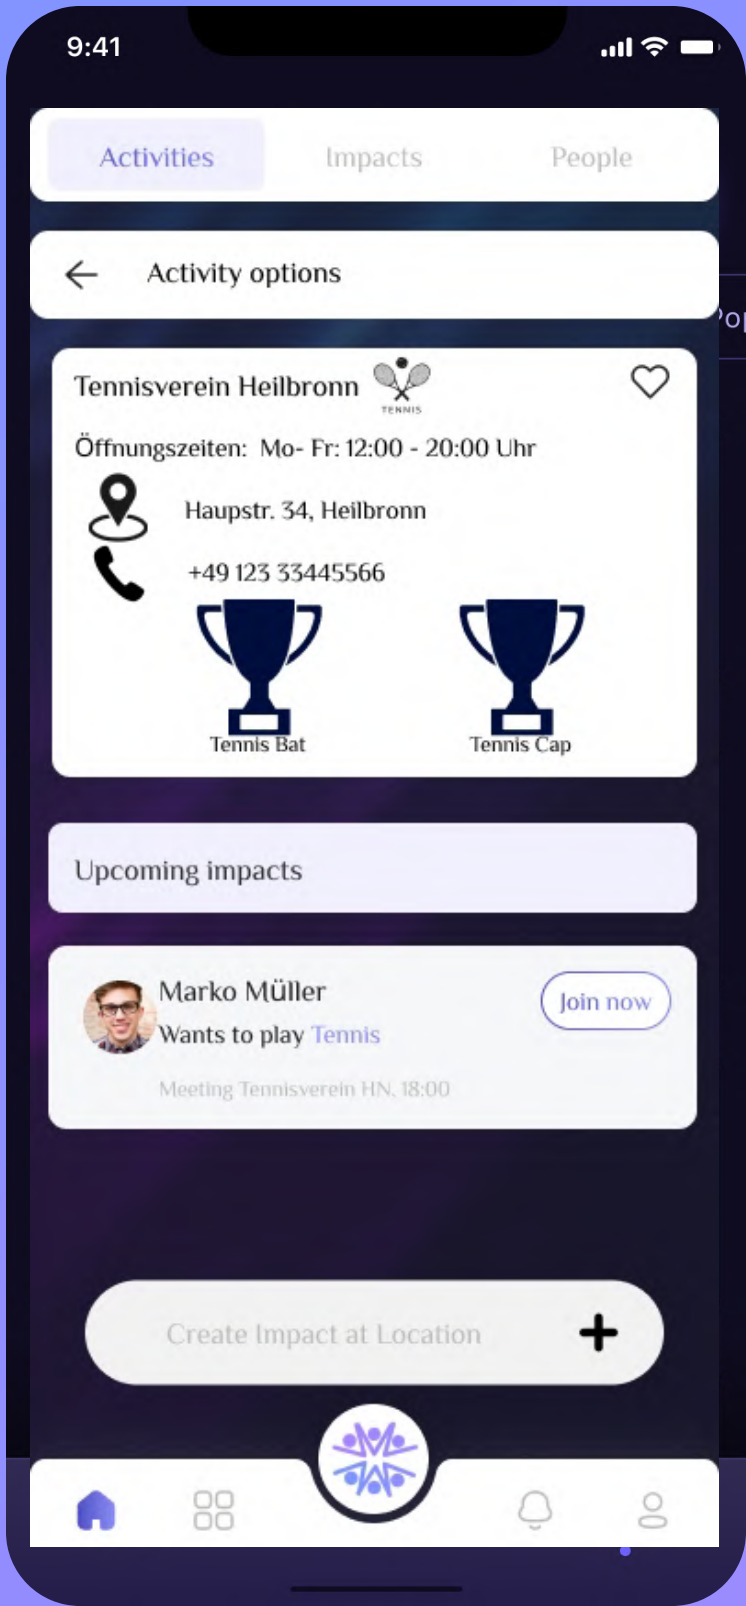 9:41
Activities
Impacts
People
Activity options
Pop
Tennisverein Heilbronn
TENNIS
Öffnungszeiten: Mo- Fr: 12:00 - 20:00 Uhr
Haupstr. 34, Heilbronn
+49 123 33445566
Tennis Bat
Tennis Cap
Upcoming impacts
Marko Müller
Join now
Wants to play Tennis
Meeting Tennisverein HN, 18:00
Create Impact at Location